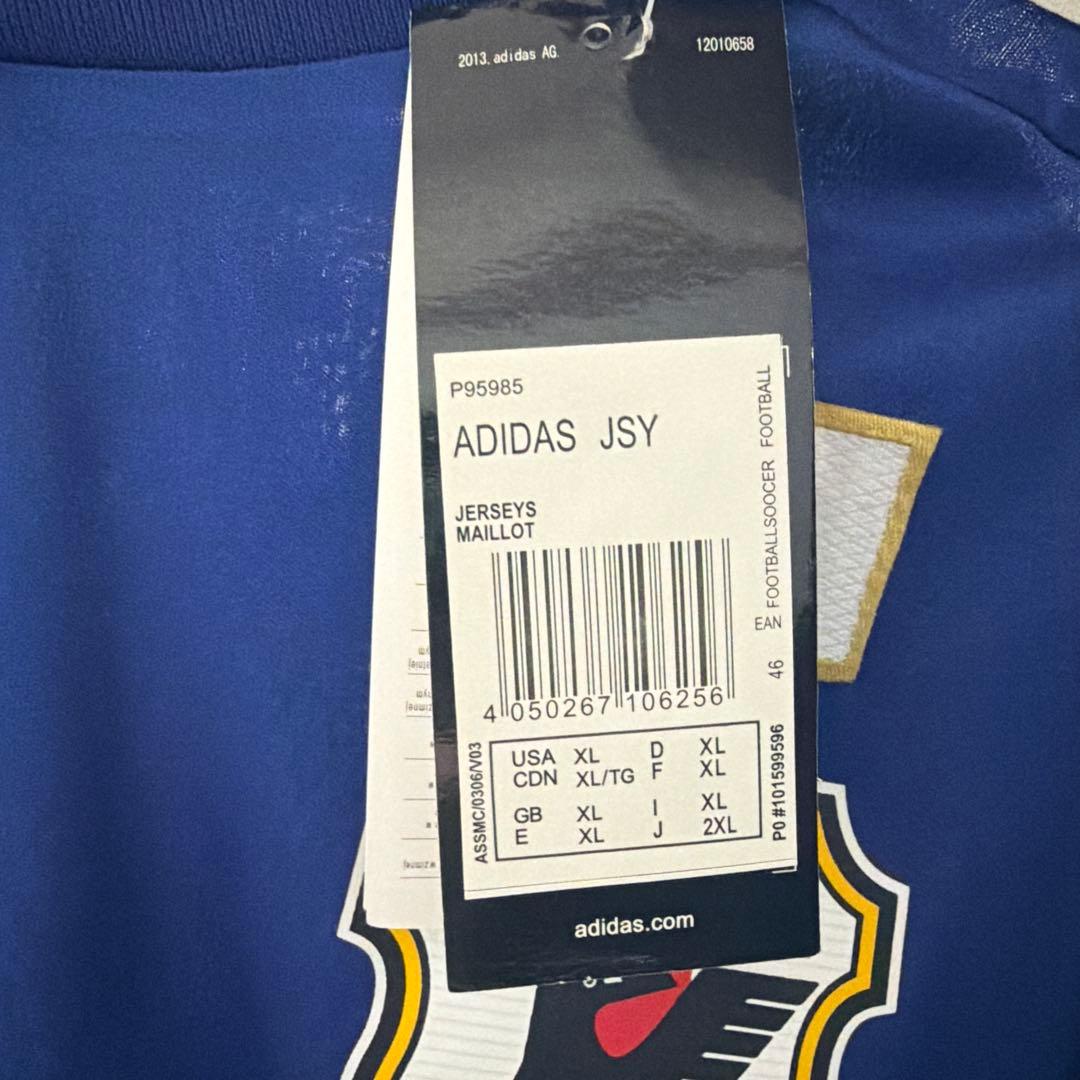 2013. adidas AG.
12010658
P95985
ADIDAS JSY
JERSEYS
MAILLOT
4 050267 106256
USA XL D XL
CDN XL/TG F XL
GB XL I XL
E XL J 2XL
ASSMC/0306/V03
46 EAN FOOTBALLSOCCER FOOTBALL
PO#101599596
adidas.com